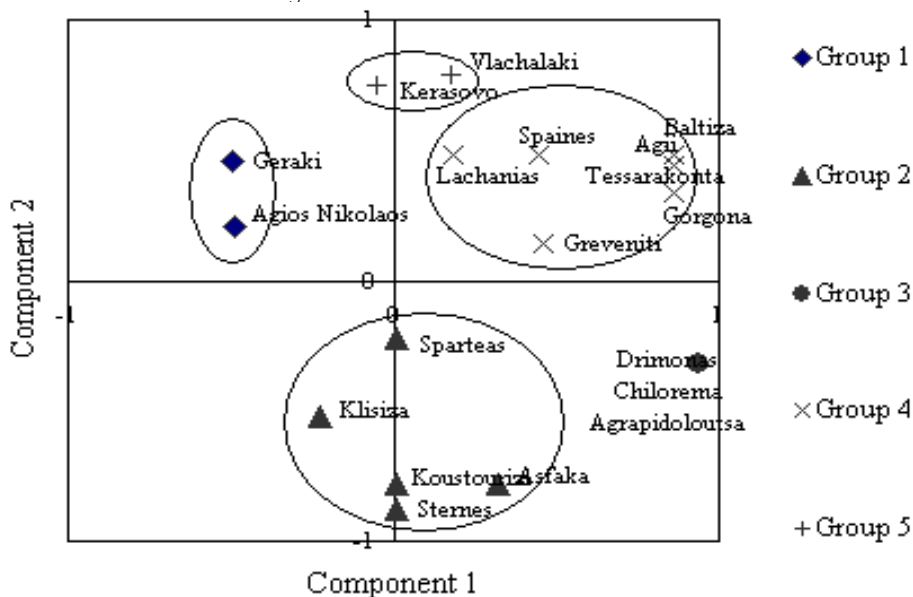 1
Vlachalaki
Kerasovo
Group 1
Baltiza
Spaines
Agii
Geraki
Lachanias
Tessarakonta
Group 2
Agios Nikolaos
Gorgona
Greveniti
Component 2
0
-1
0
1
Group 3
Sparteas
Drimonas
Chilorema
Klisiza
Agrapidoloutsa
Group 4
Koustouriza
Asfaka
Sternes
-1
Group 5
Component 1